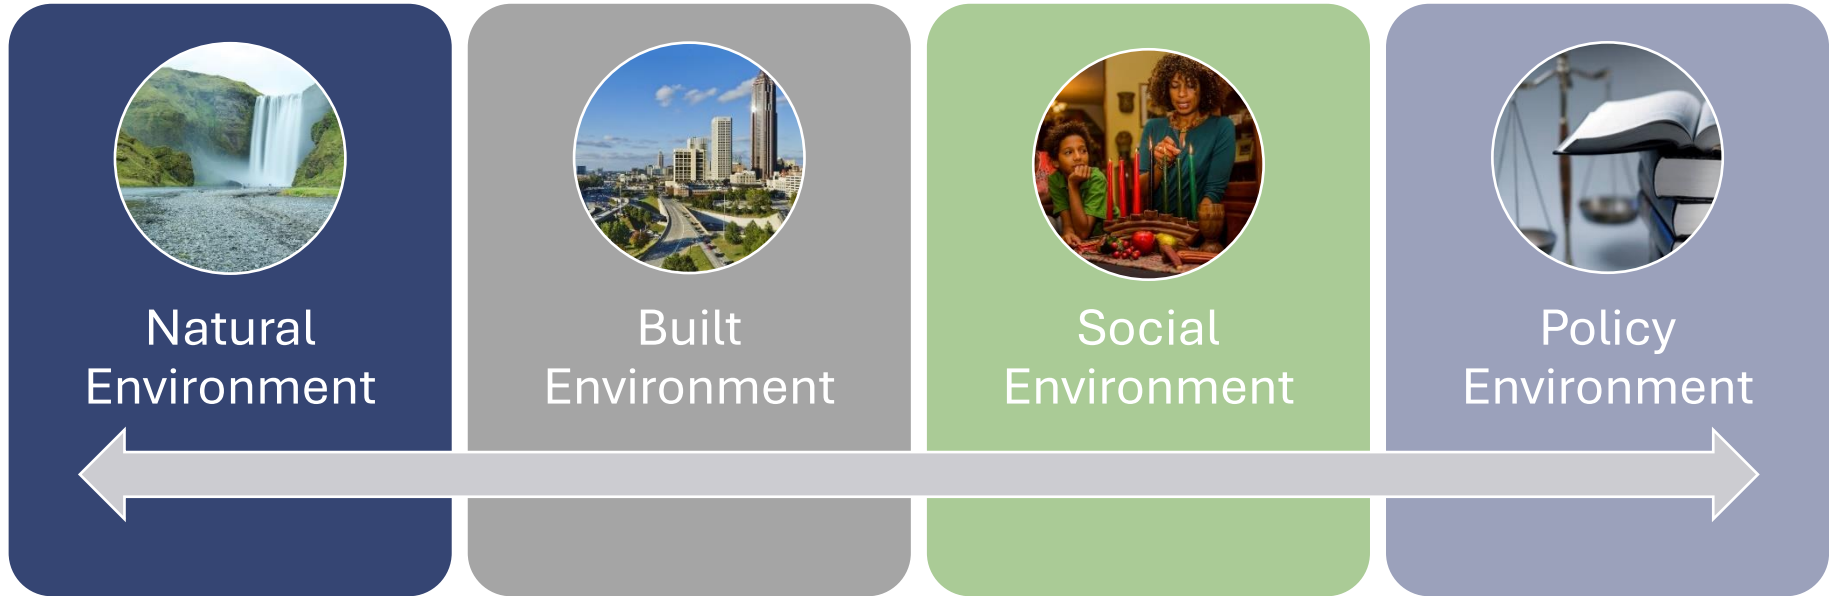 Natural
Environment
Built
Environment
Social
Environment
Policy
Environment